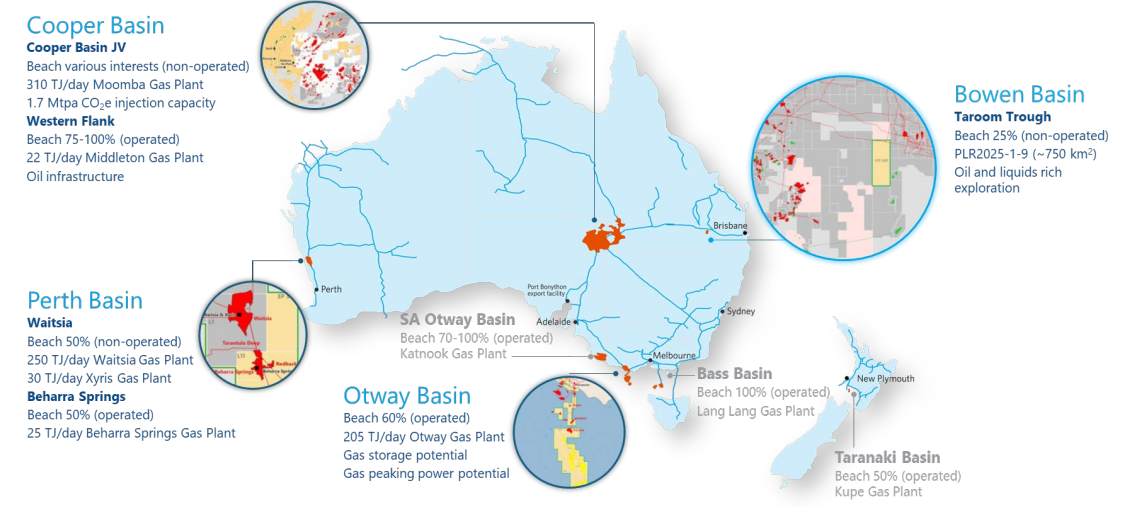 Cooper Basin
Cooper Basin JV
Beach various interests (non-operated)
310 TJ/day Moomba Gas Plant
1.7 Mtpa CO₂e injection capacity
Western Flank
Beach 75-100% (operated)
22 TJ/day Middleton Gas Plant
Oil infrastructure
Bowen Basin
Taroom Trough
Beach 25% (non-operated)
PLR2025-1-9 (~750 km²)
Oil and liquids rich
exploration
Brisbane
Perth
Port Bonython
export facility
Adelaide
Sydney
Melbourne
New Plymouth
Perth Basin
Waitsia
Beach 50% (non-operated)
250 TJ/day Waitsia Gas Plant
30 TJ/day Xyris Gas Plant
Beharra Springs
Beach 50% (operated)
25 TJ/day Beharra Springs Gas Plant
Waitsia
Tarantula Deep
Redback
Beharra Springs
SA Otway Basin
Beach 70-100% (operated)
Katnook Gas Plant
Otway Basin
Beach 60% (operated)
205 TJ/day Otway Gas Plant
Gas storage potential
Gas peaking power potential
Bass Basin
Beach 100% (operated)
Lang Lang Gas Plant
Taranaki Basin
Beach 50% (operated)
Kupe Gas Plant